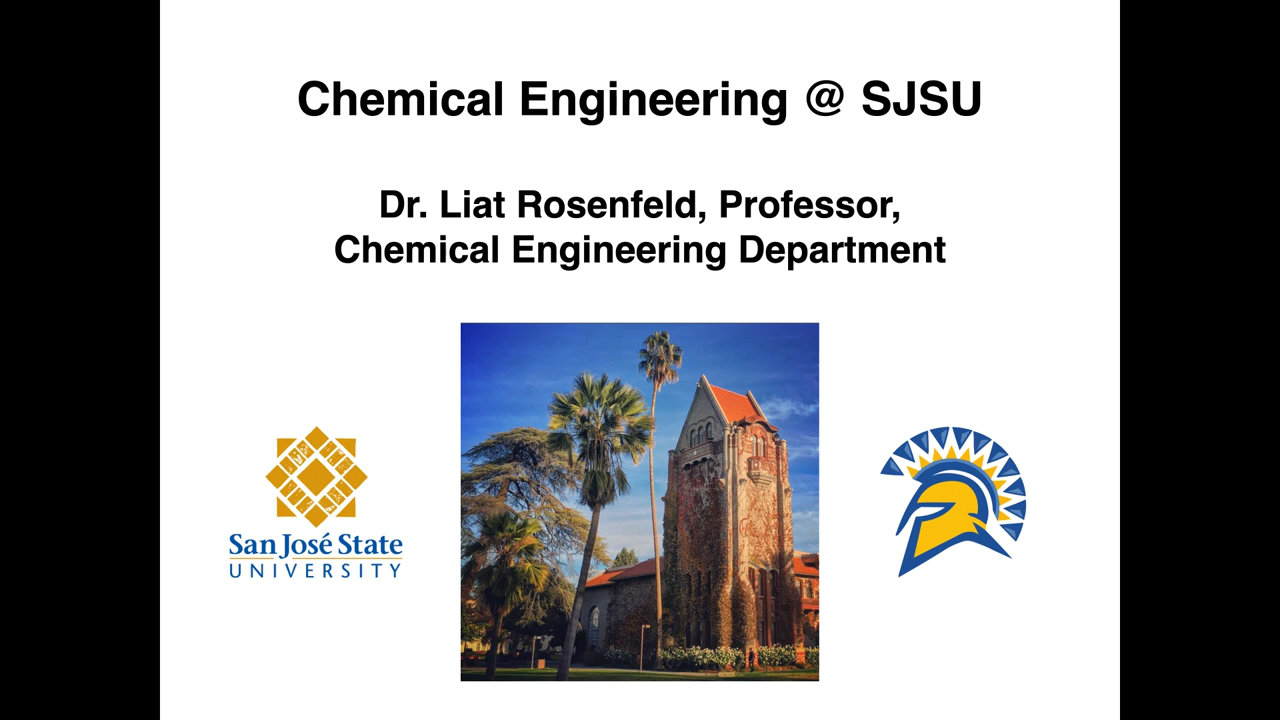 Chemical Engineering @ SJSU
Dr. Liat Rosenfeld, Professor,
Chemical Engineering Department
San José State
UNIVERSITY